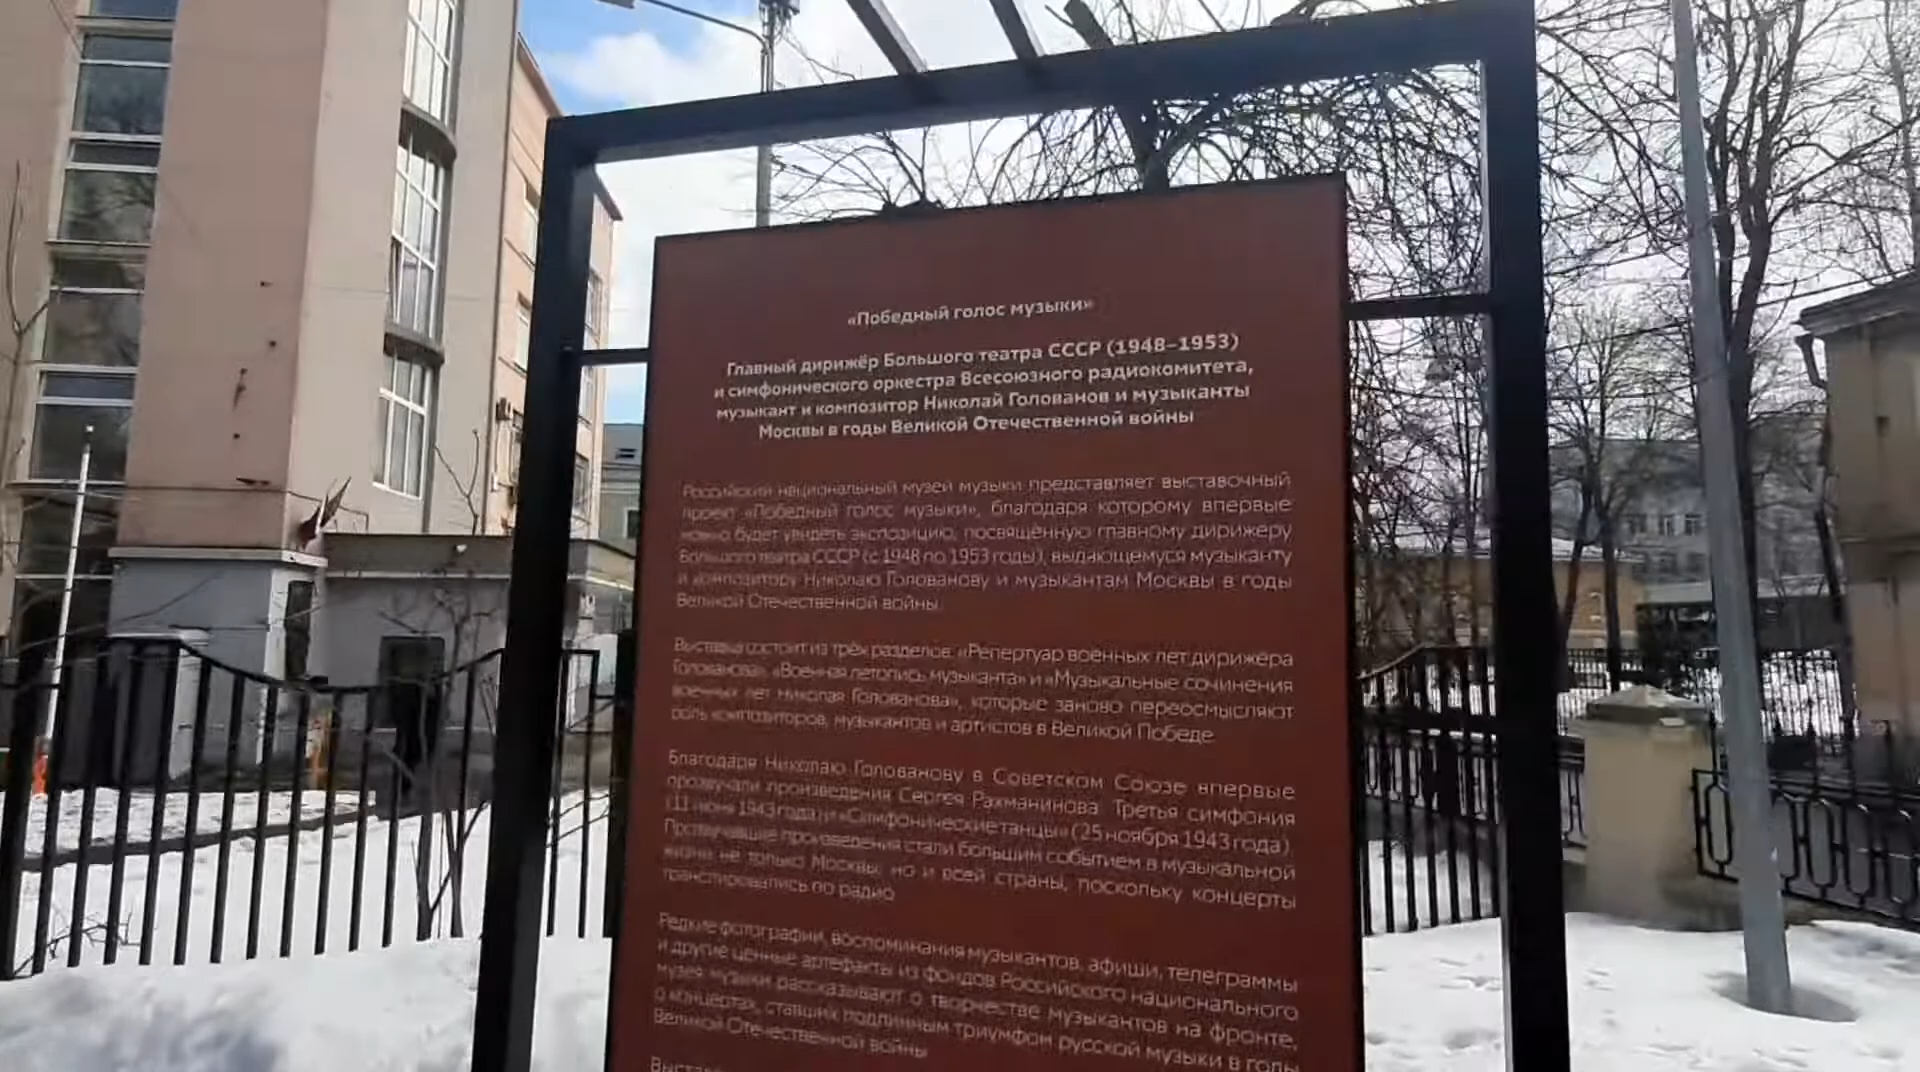 «Победный голос музыки»
Главный дирижёр Большого театра СССР (1948–1953)
и симфонического оркестра Всесоюзного радиокомитета,
музыкант и композитор Николай Голованов и музыканты
Москвы в годы Великой Отечественной войны
Российский национальный музей музыки представляет выставочный
проект «Победный голос музыки», благодаря которому впервые
можно будет увидеть экспозицию, посвящённую главному дирижёру
Большого театра СССР (с 1948 по 1953 годы), выдающемуся музыканту
и композитору Николаю Голованову и музыкантам Москвы в годы
Великой Отечественной войны.
Выставка состоит из трёх разделов: «Репертуар военных лет дирижёра
Голованова», «Военная летопись музыканта» и «Музыкальные сочинения
военных лет Николая Голованова», которые заново переосмысляют
роль композиторов, музыкантов и артистов в Великой Победе.
Благодаря Николаю Голованову в Советском Союзе впервые
прозвучали произведения Сергея Рахманинова: Третья симфония
(11 июня 1943 года) и «Симфонические танцы» (25 ноября 1943 года).
Прозвучавшие произведения стали большим событием в музыкальной
жизни не только Москвы, но и всей страны, поскольку концерты
транслировались по радио.
Редкие фотографии, воспоминания музыкантов, афиши, телеграммы
и другие ценные артефакты из фондов Российского национального
музея музыки рассказывают о творчестве музыкантов на фронте,
о концертах, ставших подлинным триумфом русской музыки в годы
Великой Отечественной войны.